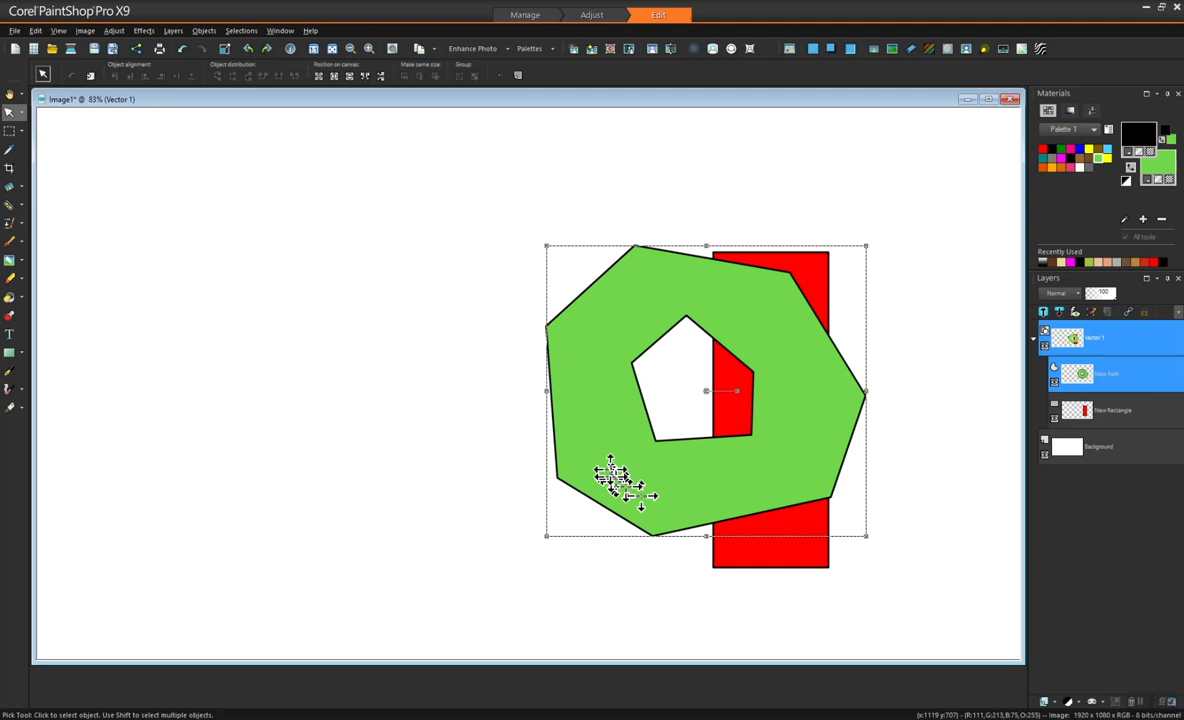 Corel PaintShop Pro X9
Manage
Adjust
Edit
File
Edit
View
Image
Adjust
Effects
Layers
Objects
Selections
Window
Help
Enhance Photo
Palettes
Object alignment:
Object distribution:
Position on canvas:
Make same size:
Group:
Image1* @ 83% (Vector 1)
Materials
Palette 1
All tools
Recently Used
Layers
Normal
100
Vector 1
New Path
New Rectangle
Background
Pick Tool: Click to select object. Use Shift to select multiple objects.
(x:1119 y:707) - (R:111,G:213,B:75,O:255) -- Image: 1920 x 1080 x RGB - 8 bits/channel